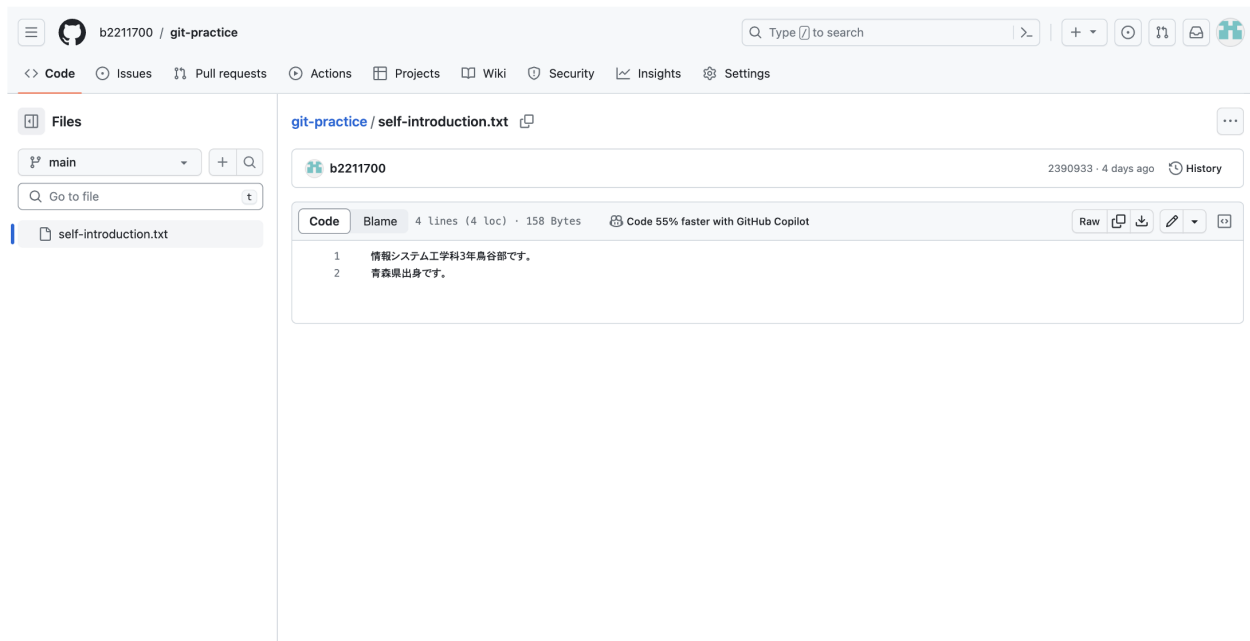 b2211700 / git-practice
Type / to search
Code
Issues
Pull requests
Actions
Projects
Wiki
Security
Insights
Settings
Files
main
Go to file
t
self-introduction.txt
git-practice / self-introduction.txt
b2211700
2390933 · 4 days ago
History
Code
Blame
4 lines (4 loc) · 158 Bytes
Code 55% faster with GitHub Copilot
Raw
1 情報システム工学科3年鳥谷部です。
2 青森県出身です。